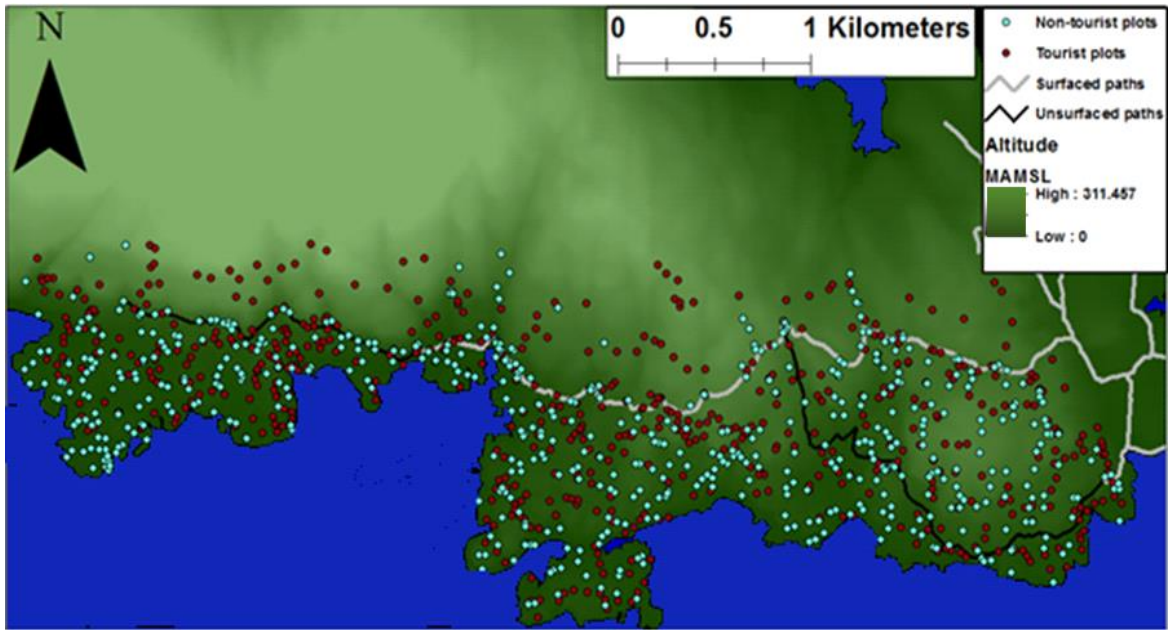 N
0 0.5 1 Kilometers
Non-tourist plots
Tourist plots
Surfaced paths
Unsurfaced paths
Altitude
MAMSL
High : 311.457
Low : 0